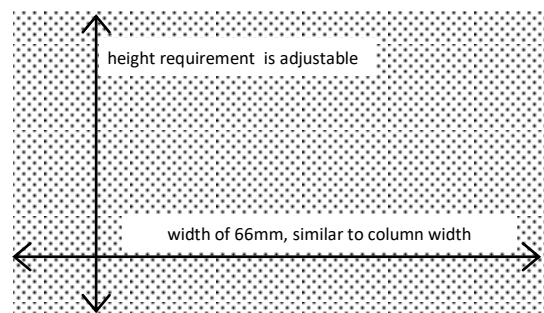 height requirement is adjustable
width of 66mm, similar to column width